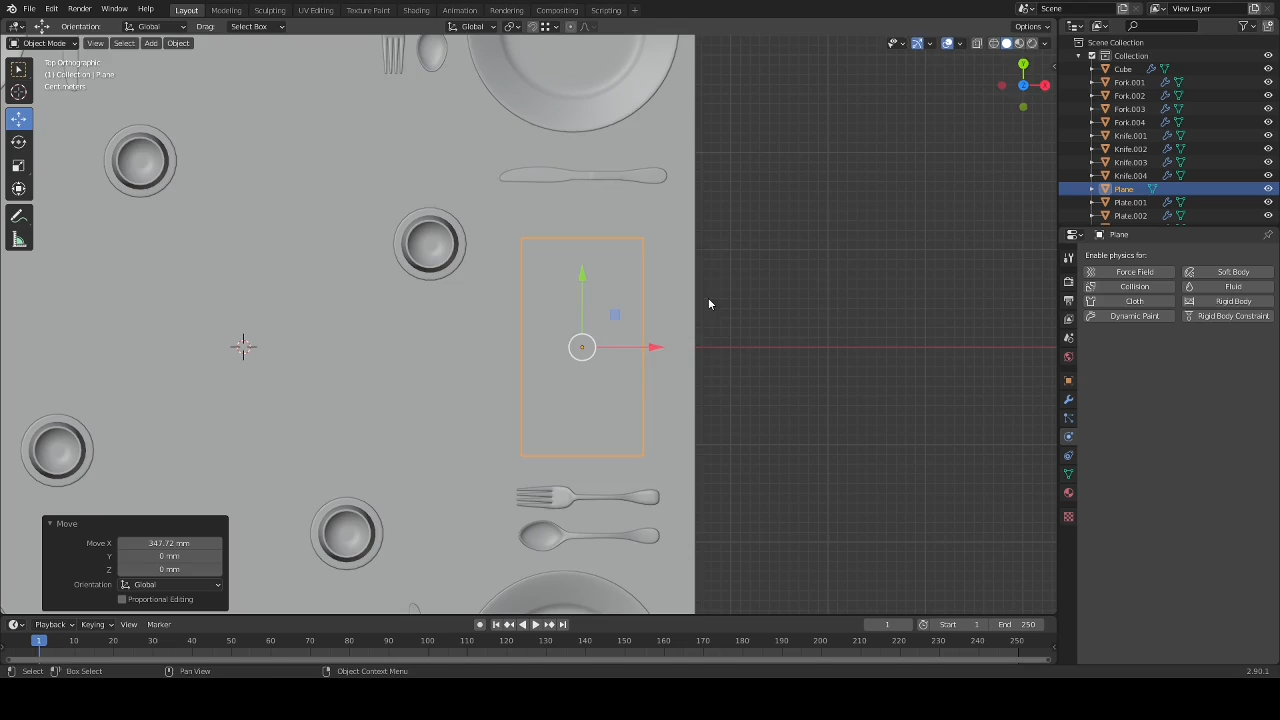 File Edit Render Window Help Layout Modeling Sculpting UV Editing Texture Paint Shading Animation Rendering Compositing Scripting + Scene View Layer
Orientation: Global Drag: Select Box Global Options
Object Mode View Select Add Object
Top Orthographic
(1) Collection | Plane
Centimeters
Z
Y
X
Move
Move X 347.72 mm
Y 0 mm
Z 0 mm
Orientation Global
Proportional Editing
Scene Collection
Collection
Cube
Fork.001
Fork.002
Fork.003
Fork.004
Knife.001
Knife.002
Knife.003
Knife.004
Plane
Plate.001
Plate.002
Plane
Enable physics for:
Force Field Soft Body
Collision Fluid
Cloth Rigid Body
Dynamic Paint Rigid Body Constraint
Playback Keying View Marker 1 Start 1 End 250
1 10 20 30 40 50 60 70 80 90 100 110 120 130 140 150 160 170 180 190 200 210 220 230 240 250
Select Box Select Pan View Object Context Menu 2.90.1